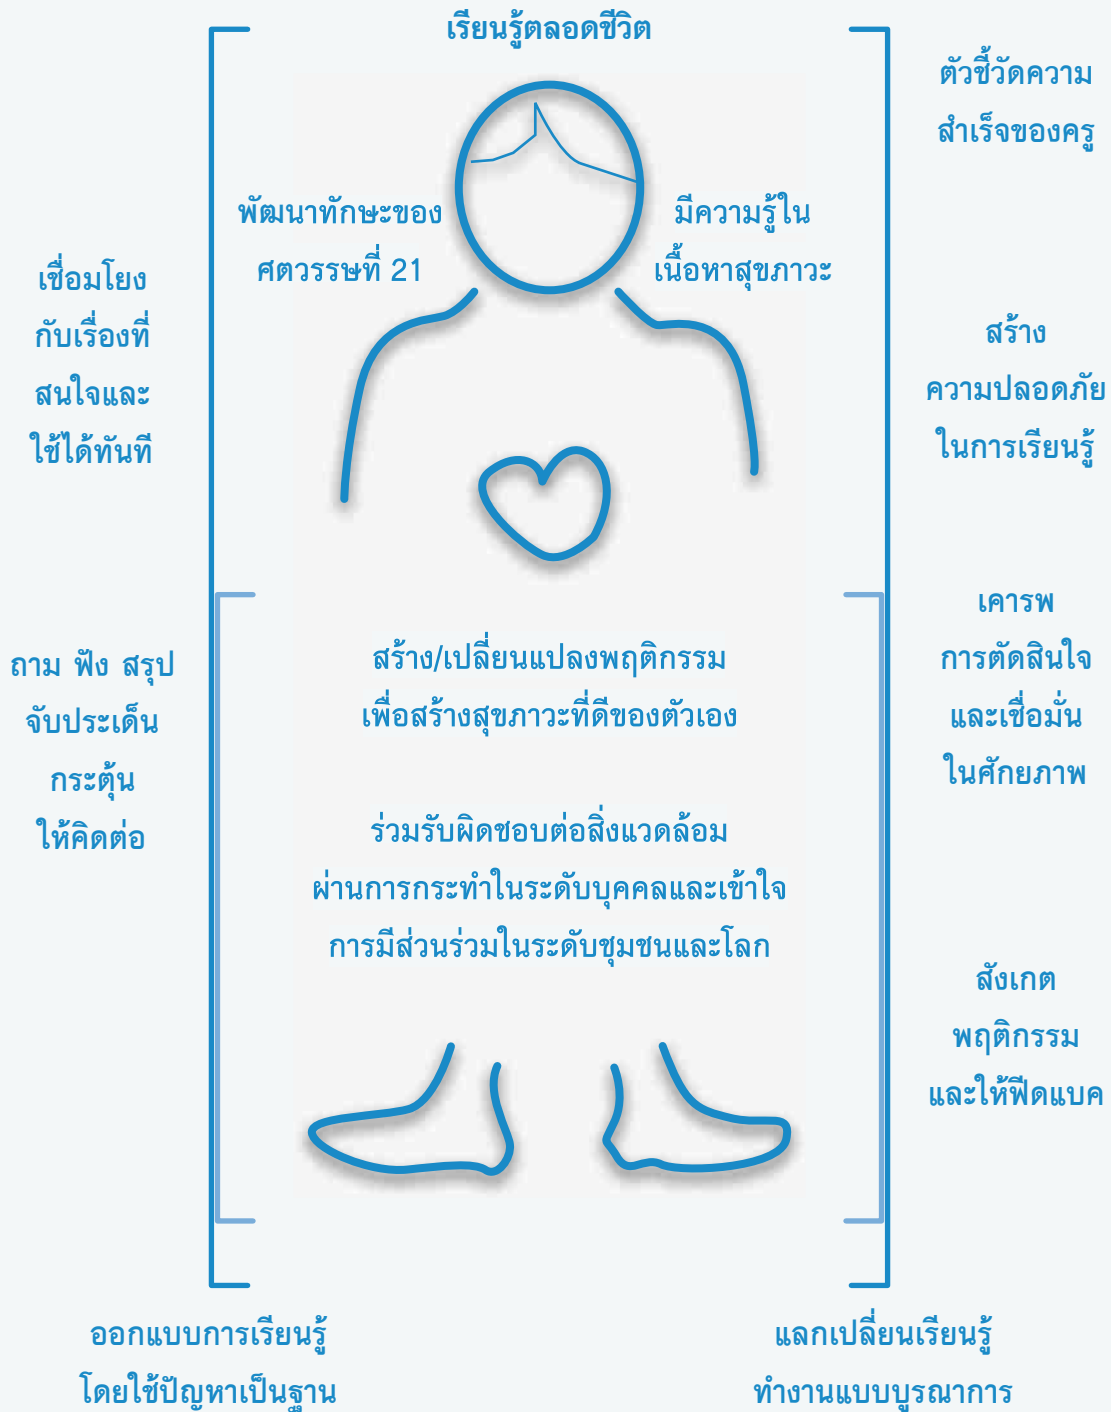 เรียนรู้ตลอดชีวิต
ตัวชี้วัดความ
สำเร็จของครู
พัฒนาทักษะของ
ศตวรรษที่ 21
มีความรู้ใน
เนื้อหาสุขภาวะ
เชื่อมโยง
กับเรื่องที่
สนใจและ
ใช้ได้ทันที
สร้าง
ความปลอดภัย
ในการเรียนรู้
ถาม ฟัง สรุป
จับประเด็น
กระตุ้น
ให้คิดต่อ
สร้าง/เปลี่ยนแปลงพฤติกรรม
เพื่อสร้างสุขภาวะที่ดีของตัวเอง
ร่วมรับผิดชอบต่อสิ่งแวดล้อม
ผ่านการกระทำในระดับบุคคลและเข้าใจ
การมีส่วนร่วมในระดับชุมชนและโลก
เคารพ
การตัดสินใจ
และเชื่อมั่น
ในศักยภาพ
สังเกต
พฤติกรรม
และให้ฟีดแบค
ออกแบบการเรียนรู้
โดยใช้ปัญหาเป็นฐาน
แลกเปลี่ยนเรียนรู้
ทำงานแบบบูรณาการ